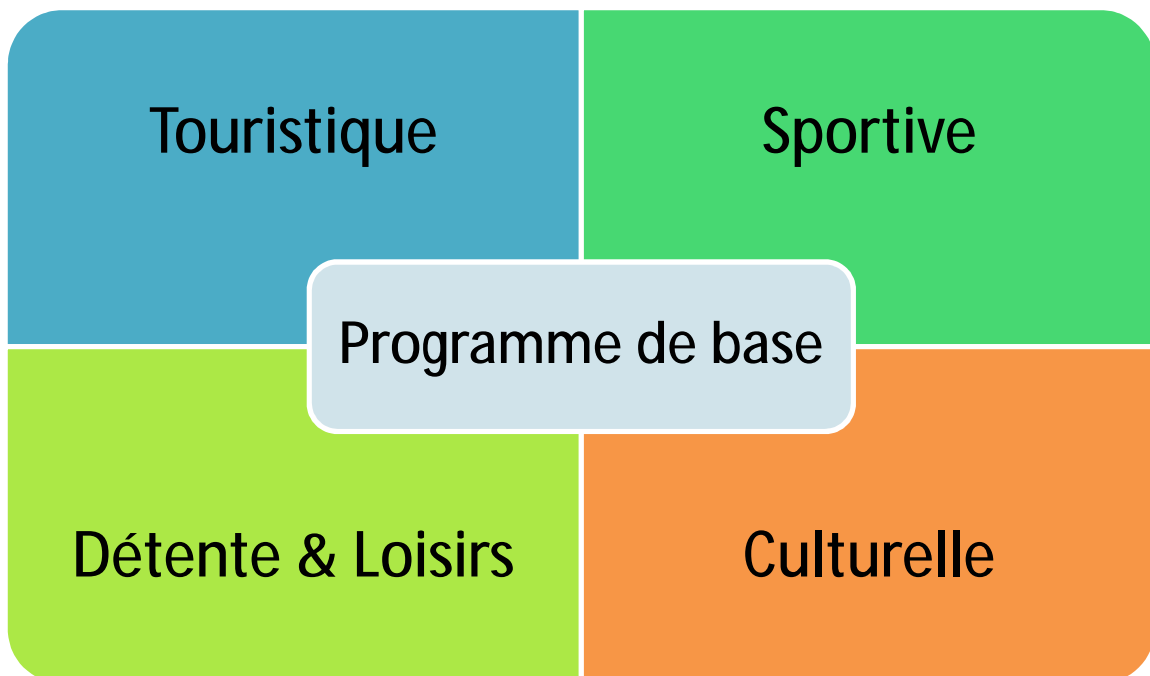 Touristique
Sportive
Programme de base
Détente & Loisirs
Culturelle